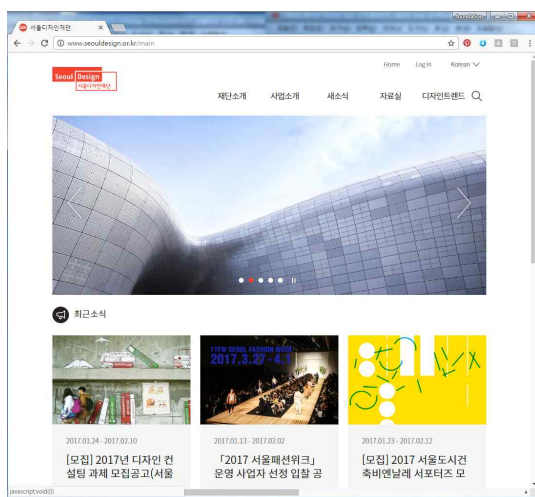 서울디자인재단
www.seouldesign.or.kr/main
Home Log In Korean
Seoul Design
서울디자인재단
재단소개 사업소개 새소식 자료실 디자인트렌드
최근소식
17FW SEOUL FASHION WEEK
2017.3.27-4.1
2017.01.24 - 2017.02.10
[모집] 2017년 디자인 컨
설팅 과제 모집공고(서울
2017.01.13 - 2017.02.02
「2017 서울패션위크」
운영 사업자 선정 입찰 공
2017.01.23 - 2017.02.12
[모집] 2017 서울도시건
축비엔날레 서포터즈 모
javascript:void(0)